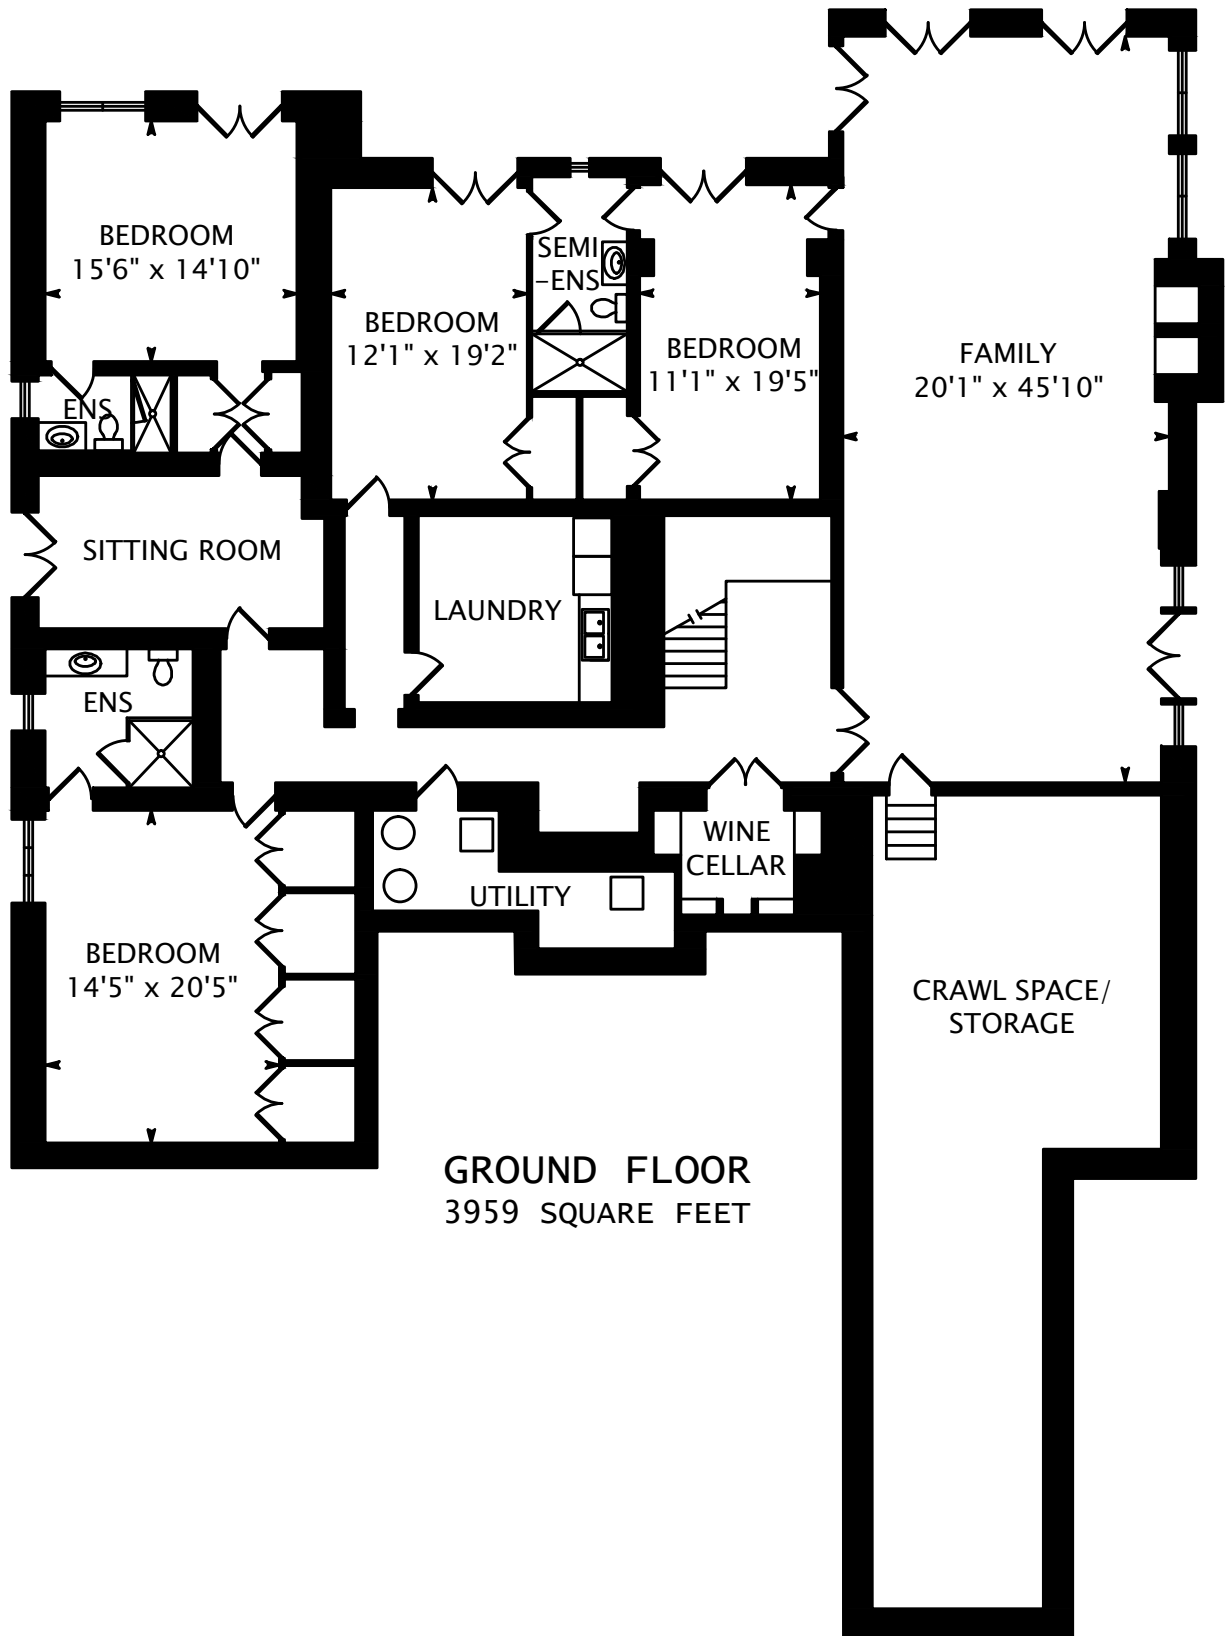 BEDROOM
15'6" x 14'10"
BEDROOM
12'1" x 19'2"
SEMI
-ENS
BEDROOM
11'1" x 19'5"
FAMILY
20'1" x 45'10"
ENS
SITTING ROOM
LAUNDRY
ENS
WINE
CELLAR
UTILITY
BEDROOM
14'5" x 20'5"
CRAWL SPACE/
STORAGE
GROUND FLOOR
3959 SQUARE FEET